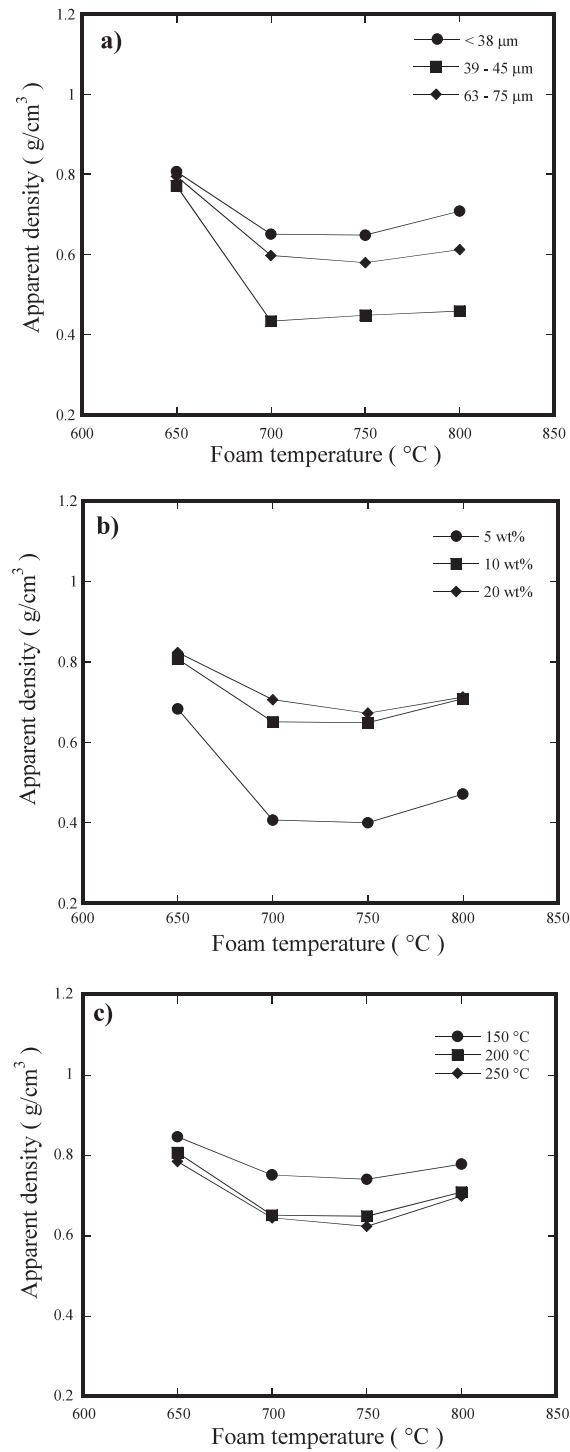 a)
< 38 μm
39 - 45 μm
63 - 75 μm
Apparent density ( g/cm³ )
1.2
1
0.8
0.6
0.4
0.2
600 650 700 750 800 850
Foam temperature ( °C )
b)
5 wt%
10 wt%
20 wt%
Apparent density ( g/cm³ )
1.2
1
0.8
0.6
0.4
0.2
600 650 700 750 800 850
Foam temperature ( °C )
c)
150 °C
200 °C
250 °C
Apparent density ( g/cm³ )
1.2
1
0.8
0.6
0.4
0.2
600 650 700 750 800 850
Foam temperature ( °C )